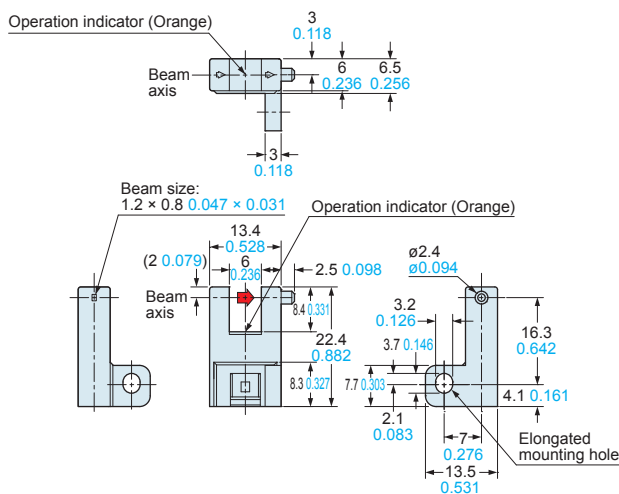 Operation indicator (Orange)
3
0.118
Beam
axis
6
0.236
6.5
0.256
3
0.118
Beam size:
1.2 × 0.8 0.047 × 0.031
Operation indicator (Orange)
13.4
0.528
(2 0.079)
6
0.236
2.5 0.098
Beam
axis
8.4 0.331
22.4
0.882
8.3 0.327
ø2.4
ø0.094
3.2
0.126
3.7 0.146
16.3
0.642
7.7 0.303
4.1 0.161
2.1
0.083
7
0.276
Elongated
mounting hole
13.5
0.531